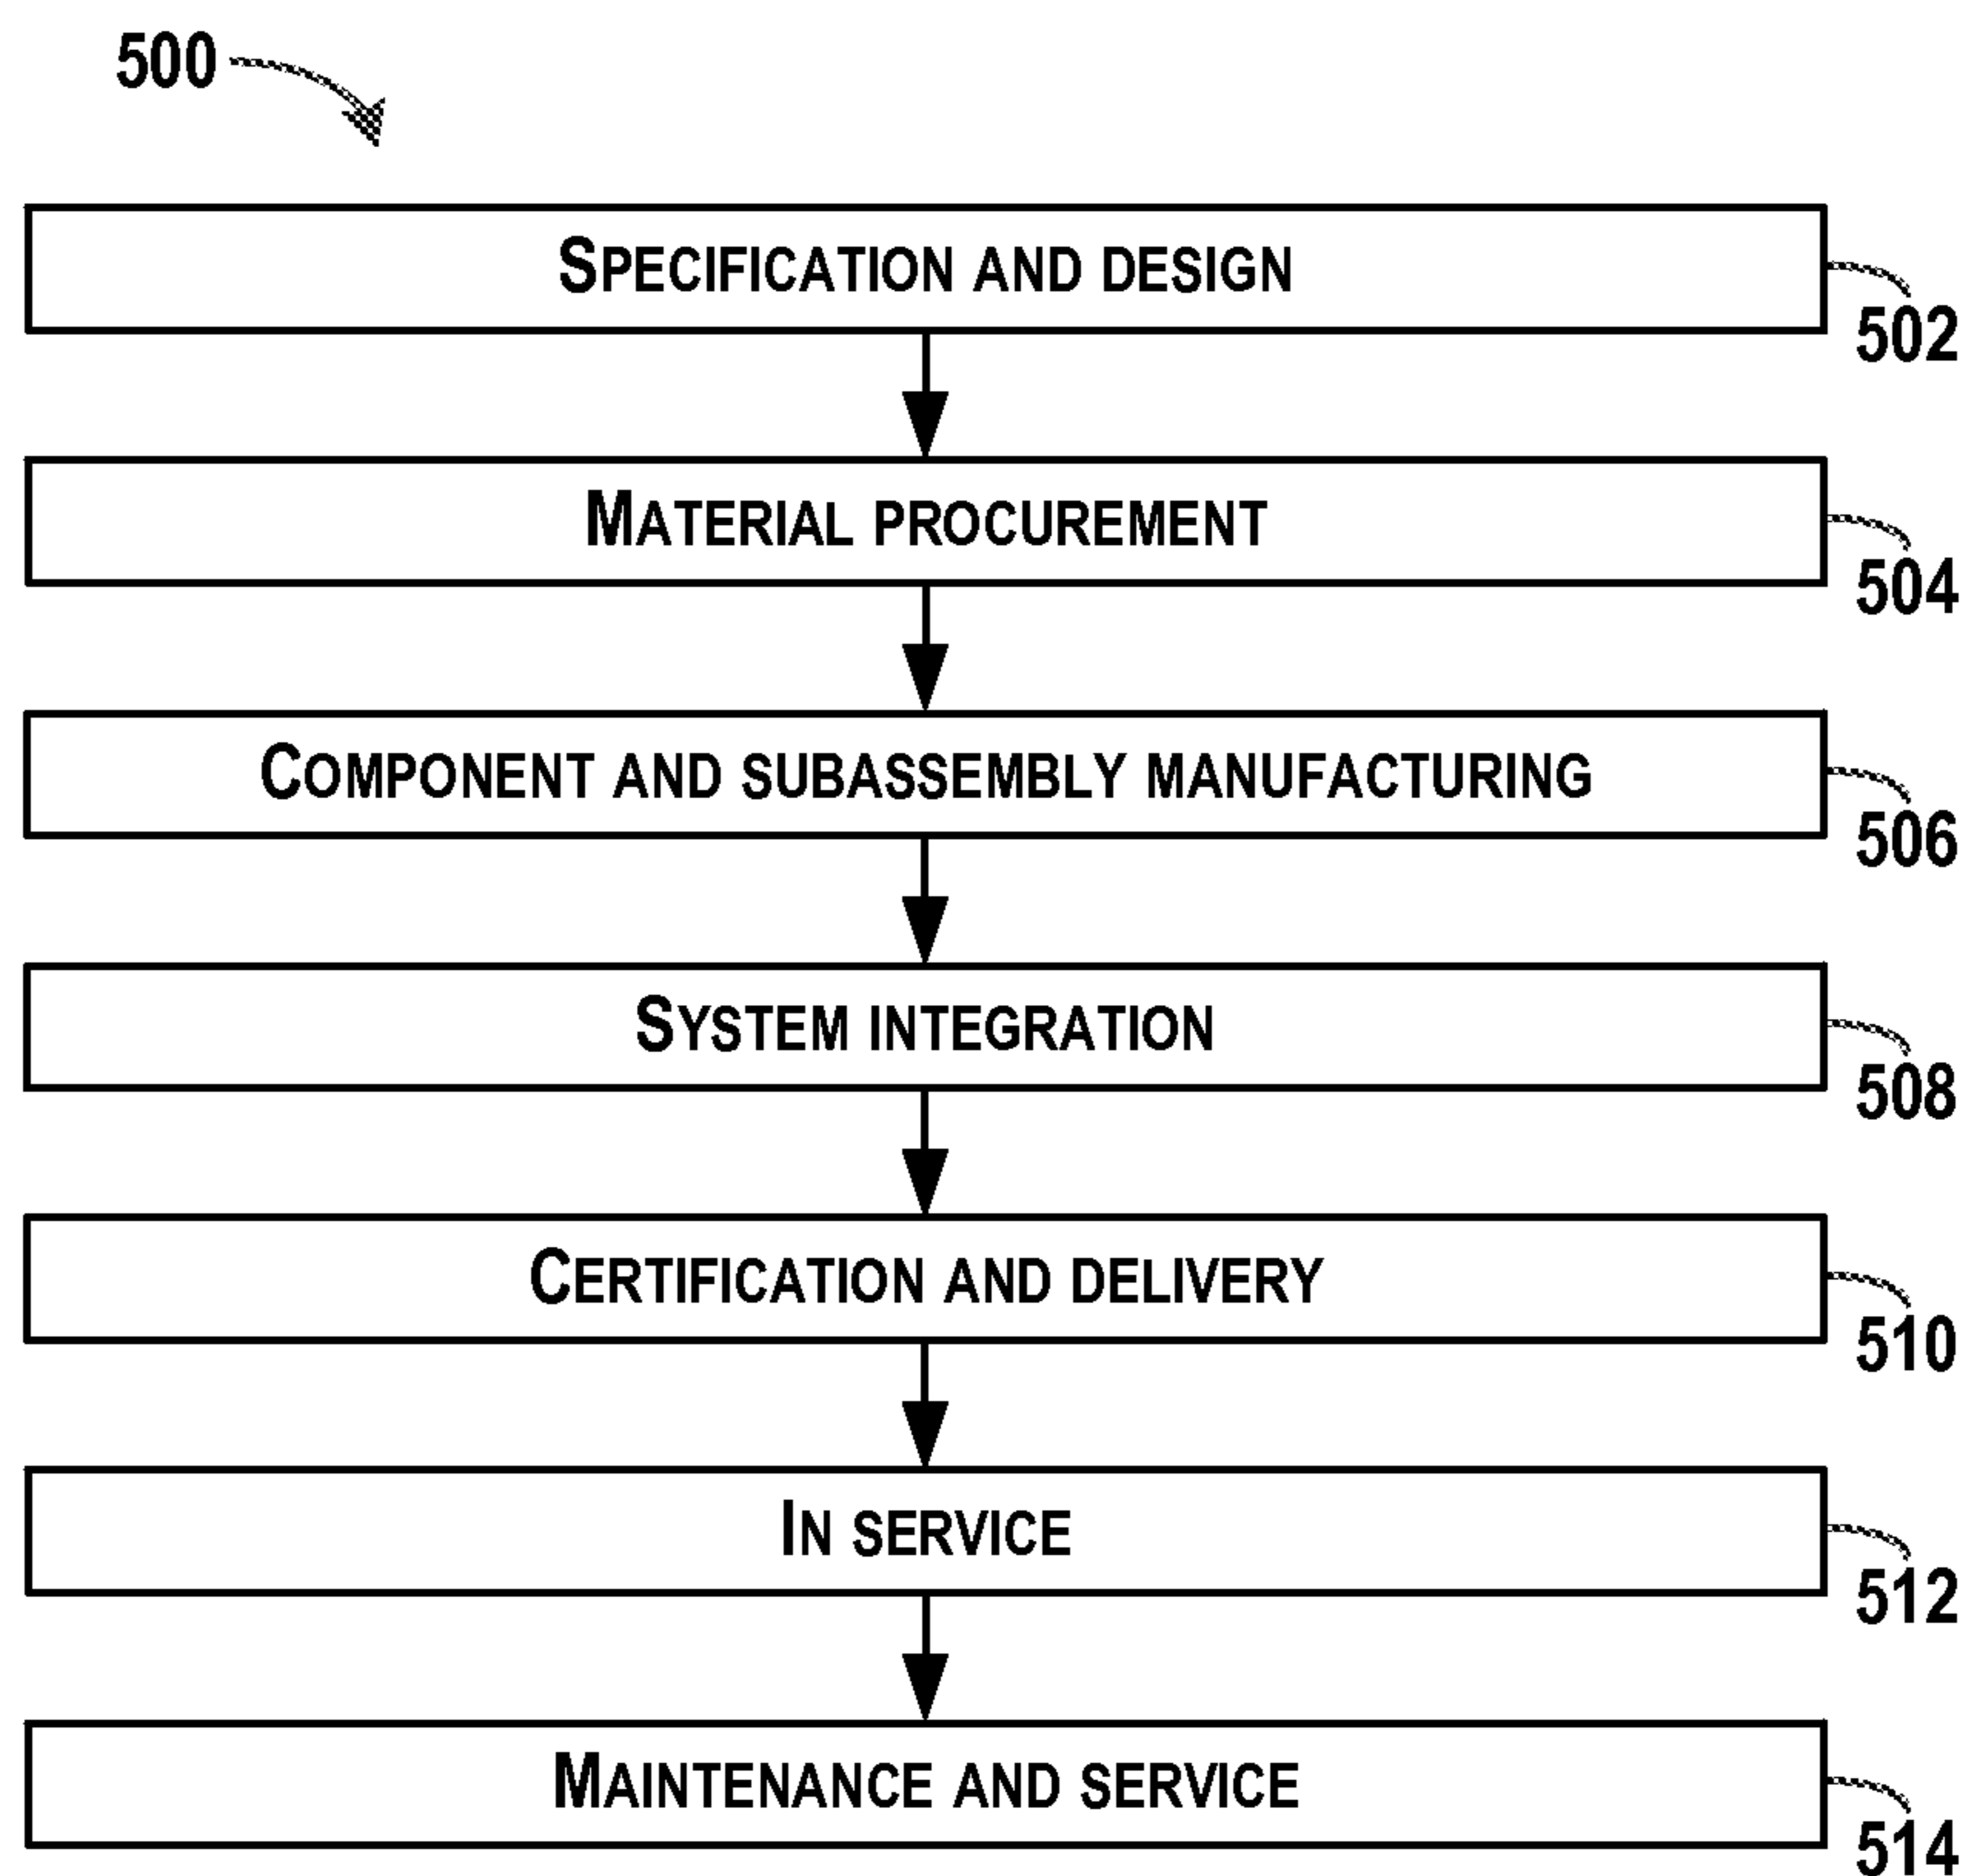 500
SPECIFICATION AND DESIGN
502
MATERIAL PROCUREMENT
504
COMPONENT AND SUBASSEMBLY MANUFACTURING
506
SYSTEM INTEGRATION
508
CERTIFICATION AND DELIVERY
510
IN SERVICE
512
MAINTENANCE AND SERVICE
514